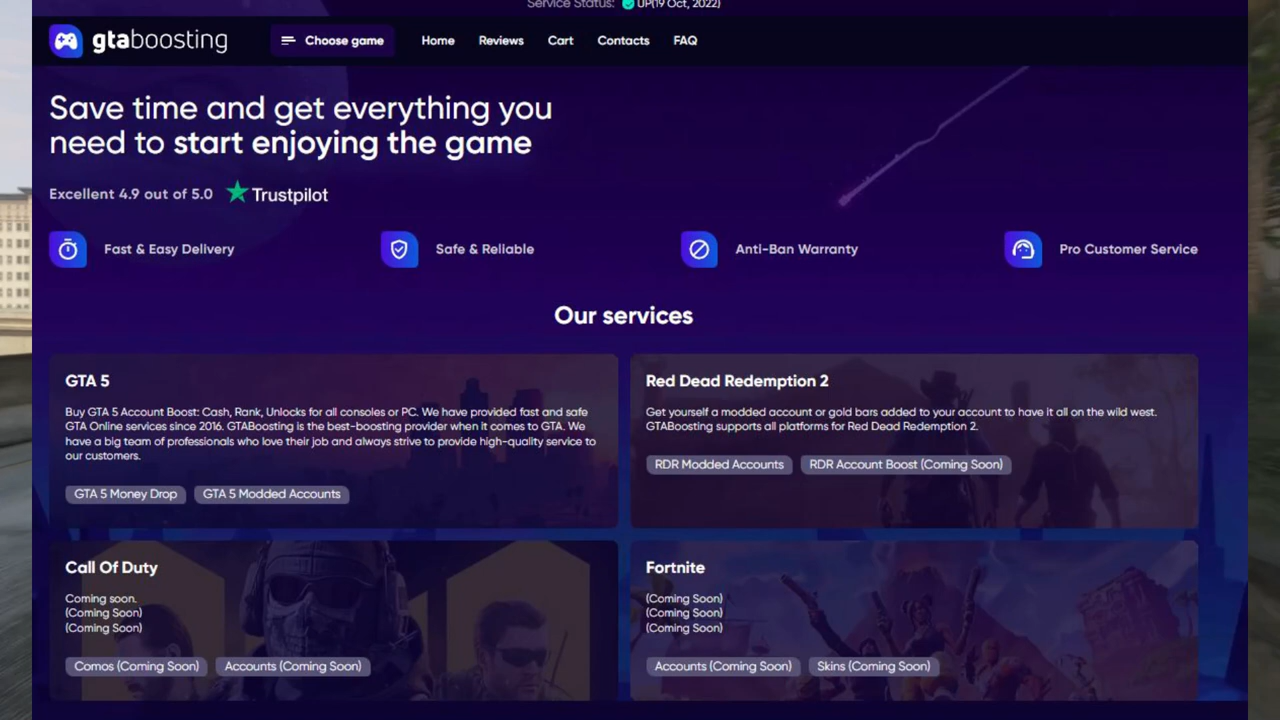 Service Status: UP(19 Oct, 2022)
gtaboosting
Choose game
Home
Reviews
Cart
Contacts
FAQ
Save time and get everything you
need to start enjoying the game
Excellent 4.9 out of 5.0 Trustpilot
Fast & Easy Delivery
Safe & Reliable
Anti-Ban Warranty
Pro Customer Service
Our services
GTA 5
Buy GTA 5 Account Boost: Cash, Rank, Unlocks for all consoles or PC. We have provided fast and safe
GTA Online services since 2016. GTABoosting is the best-boosting provider when it comes to GTA. We
have a big team of professionals who love their job and always strive to provide high-quality service to
our customers.
GTA 5 Money Drop
GTA 5 Modded Accounts
Red Dead Redemption 2
Get yourself a modded account or gold bars added to your account to have it all on the wild west.
GTABoosting supports all platforms for Red Dead Redemption 2.
RDR Modded Accounts
RDR Account Boost (Coming Soon)
Call Of Duty
Coming soon.
(Coming Soon)
(Coming Soon)
Comos (Coming Soon)
Accounts (Coming Soon)
Fortnite
(Coming Soon)
(Coming Soon)
(Coming Soon)
Accounts (Coming Soon)
Skins (Coming Soon)